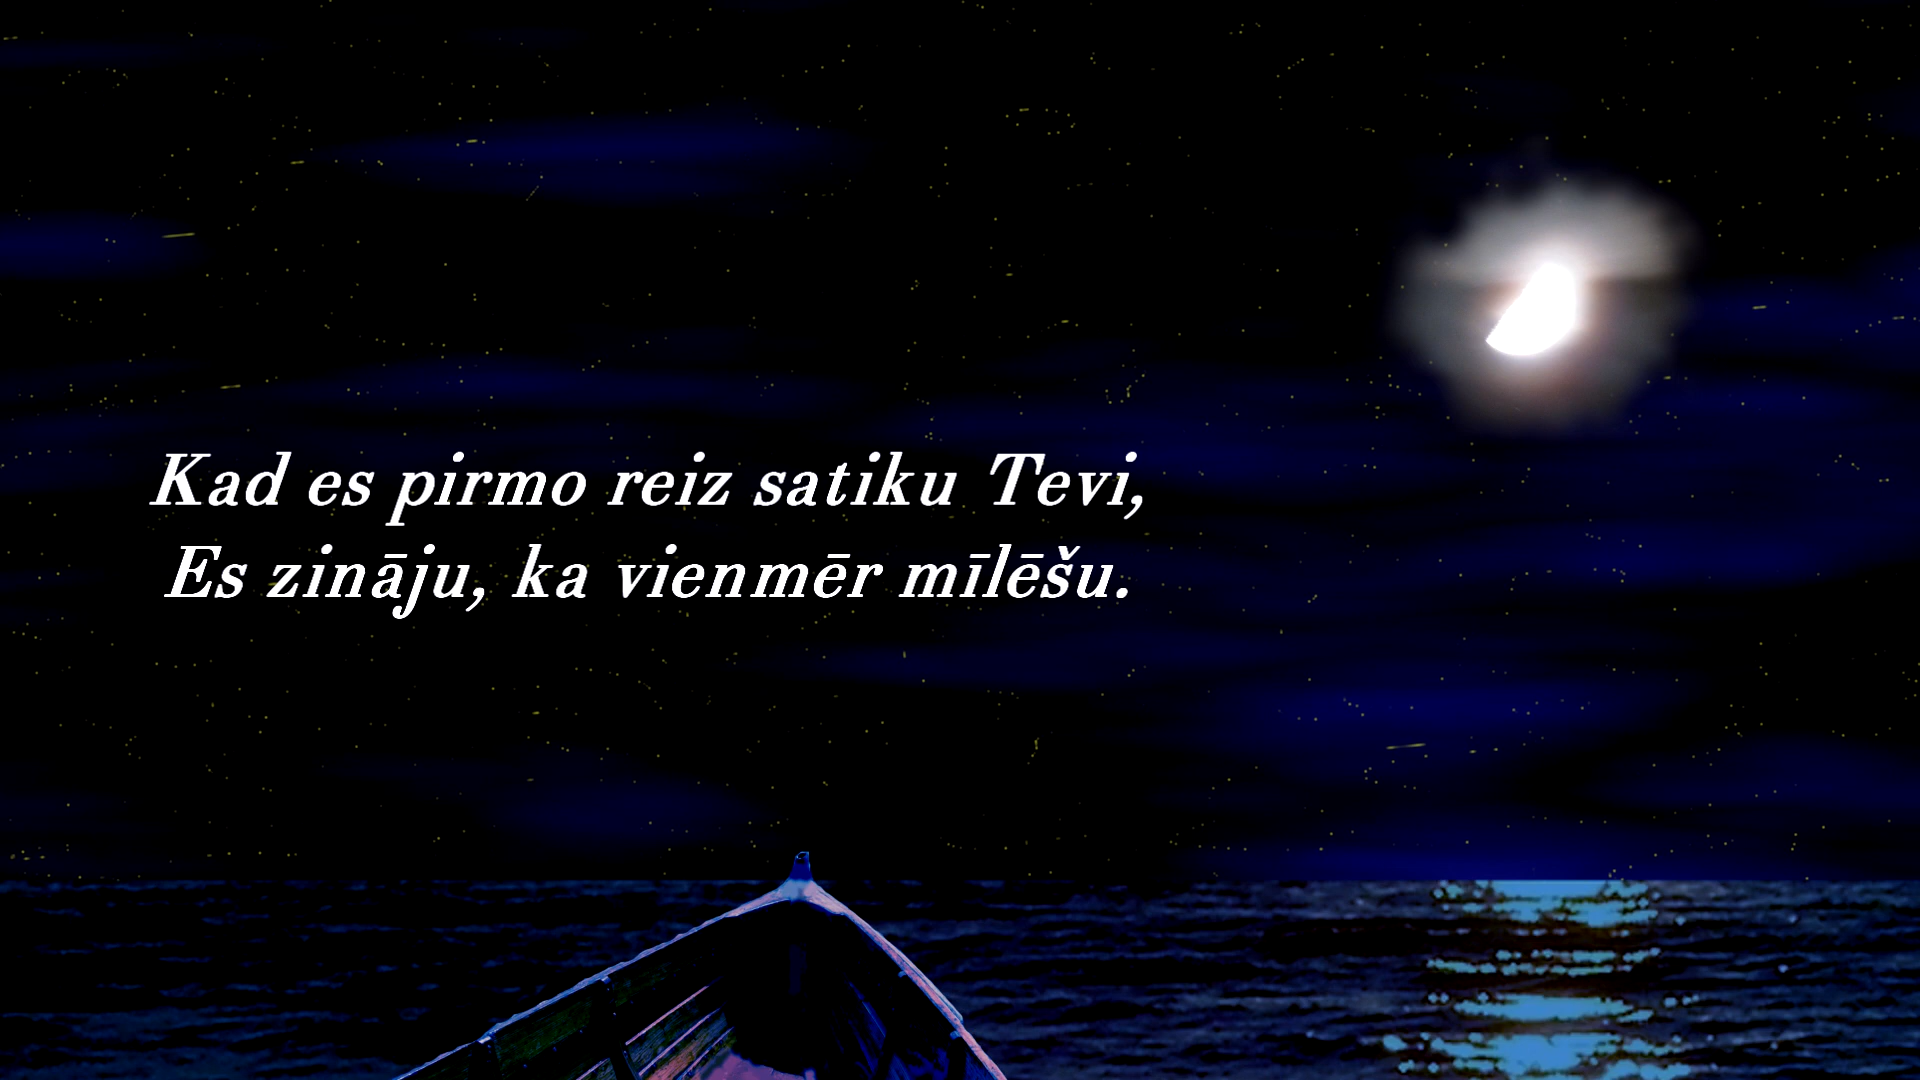 Kad es pirmo reiz satiku Tevi,
Es zināju, ka vienmēr mīlēšu.